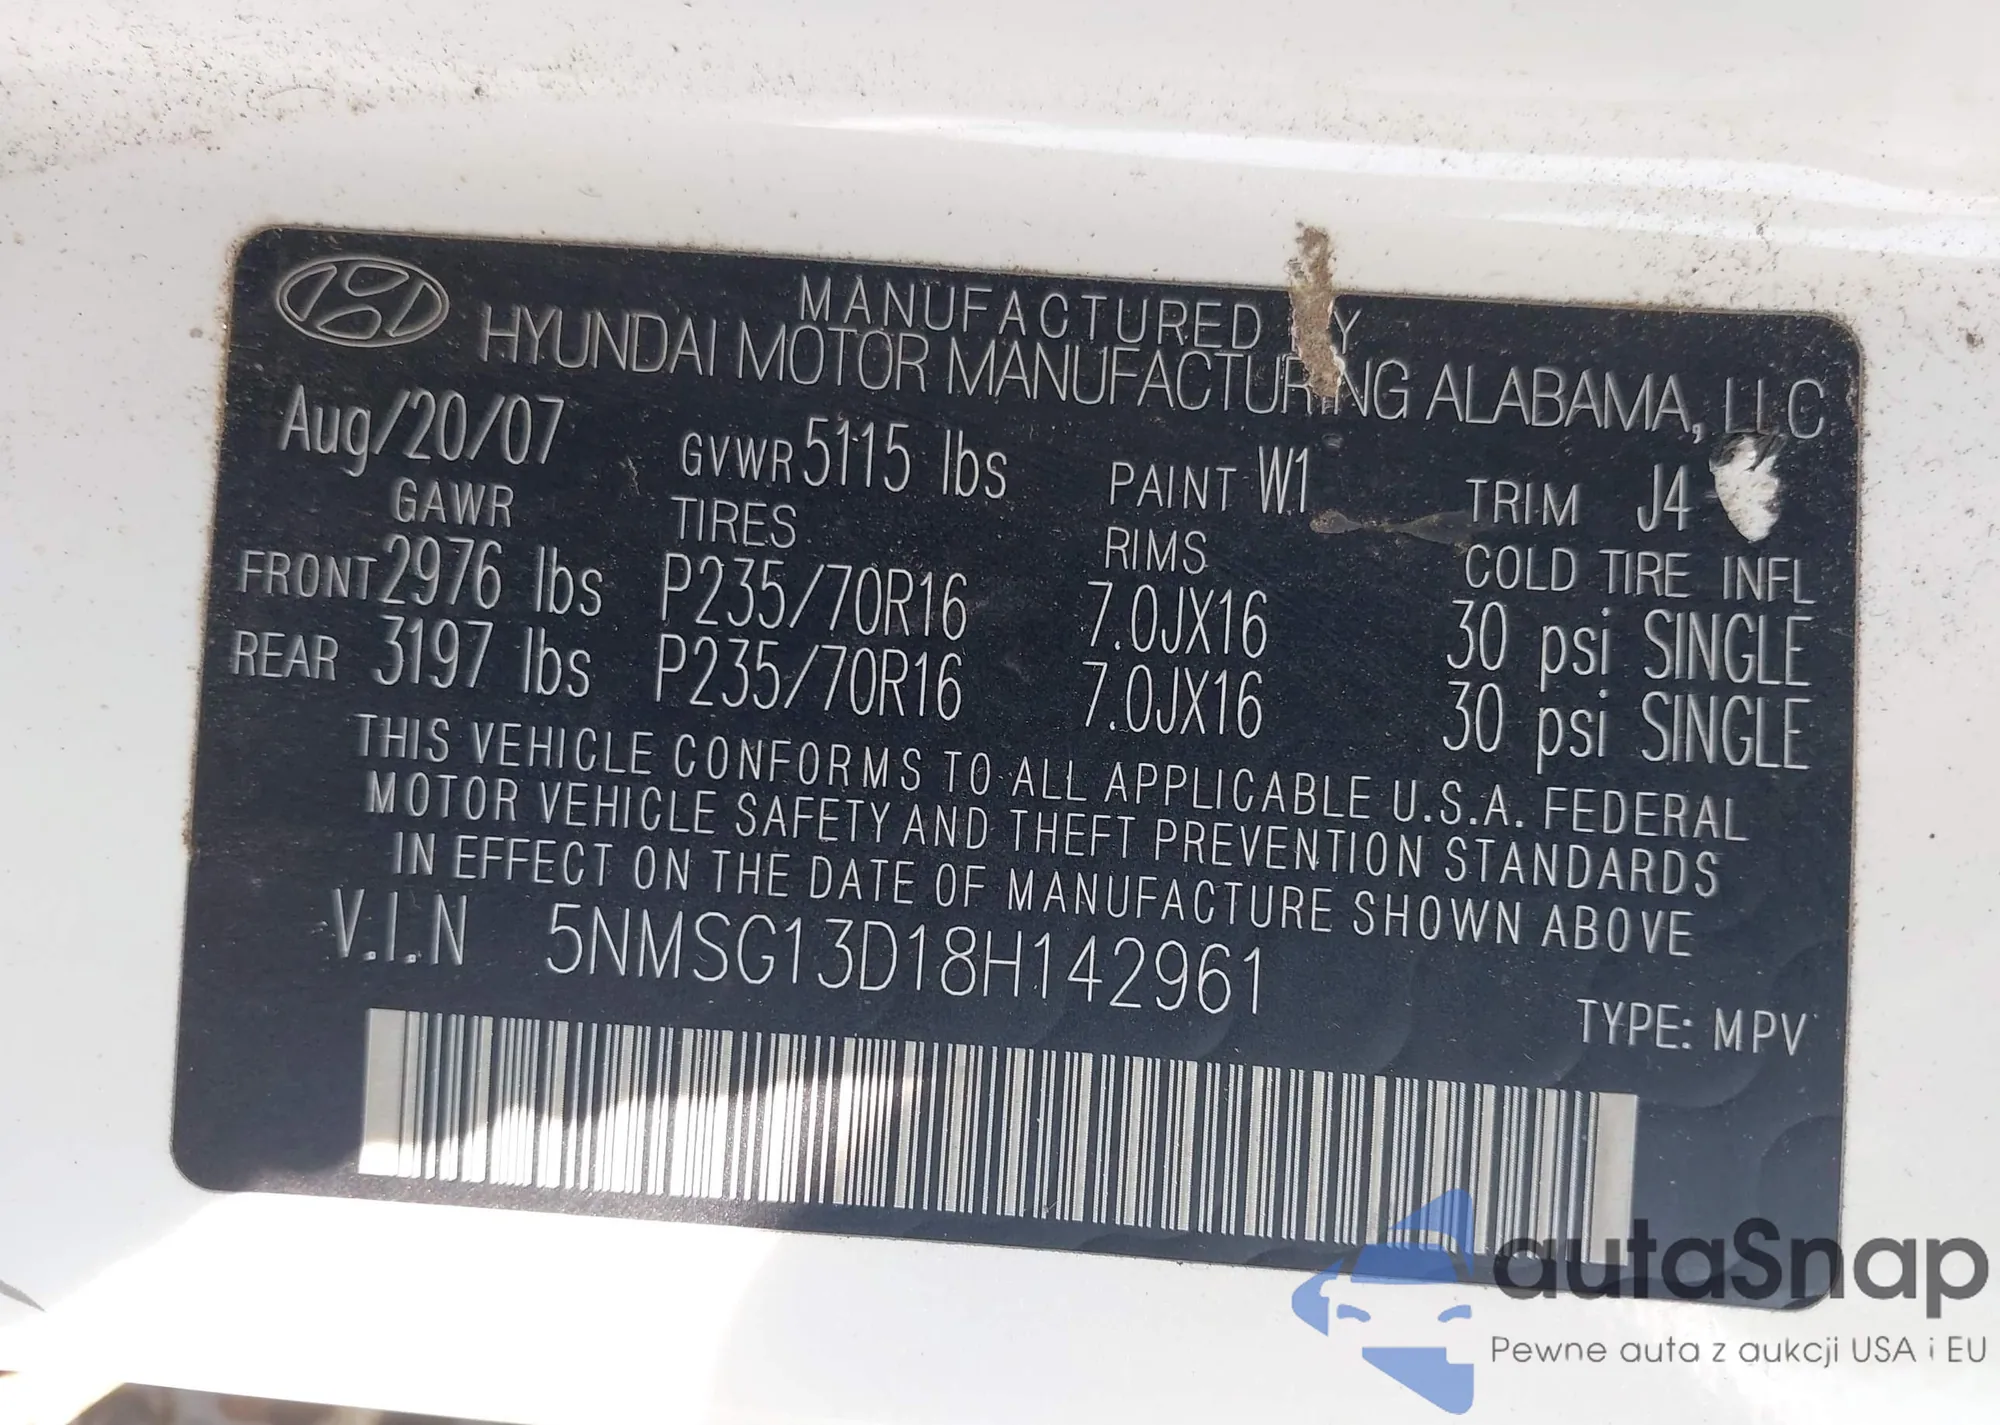 MANUFACTURED BY
HYUNDAI MOTOR MANUFACTURING ALABAMA, LLC
Aug/20/07 GVWR 5115 lbs PAINT W1 TRIM J4
GAWR TIRES RIMS COLD TIRE INFL
FRONT 2976 lbs P235/70R16 7.0JX16 30 psi SINGLE
REAR 3197 lbs P235/70R16 7.0JX16 30 psi SINGLE
THIS VEHICLE CONFORMS TO ALL APPLICABLE U.S.A. FEDERAL
MOTOR VEHICLE SAFETY AND THEFT PREVENTION STANDARDS
IN EFFECT ON THE DATE OF MANUFACTURE SHOWN ABOVE
V.I.N 5NMSG13D18H142961
TYPE: MPV
autaSnap
Pewne auta z aukcji USA i EU